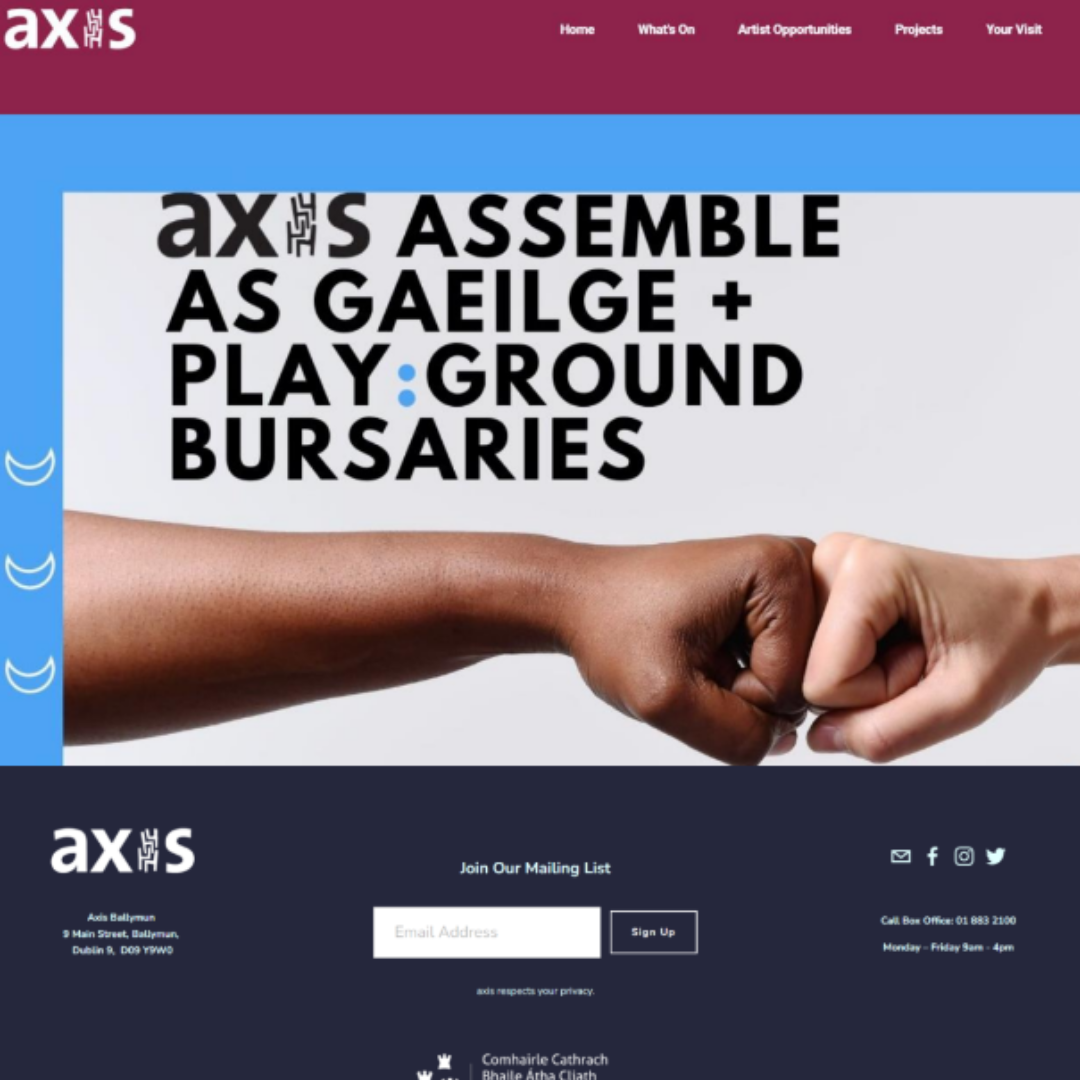 axis
Home What's On Artist Opportunities Projects Your Visit
axis ASSEMBLE
AS GAEILGE +
PLAY:GROUND
BURSARIES
axis
Axis Ballymun
9 Main Street, Ballymun,
Dublin 9, D09 Y9W0
Join Our Mailing List
Email Address
Sign Up
axis respects your privacy.
Call Box Office: 01 883 2100
Monday – Friday 9am - 4pm
Comhairle Cathrach
Bhaile Átha Cliath